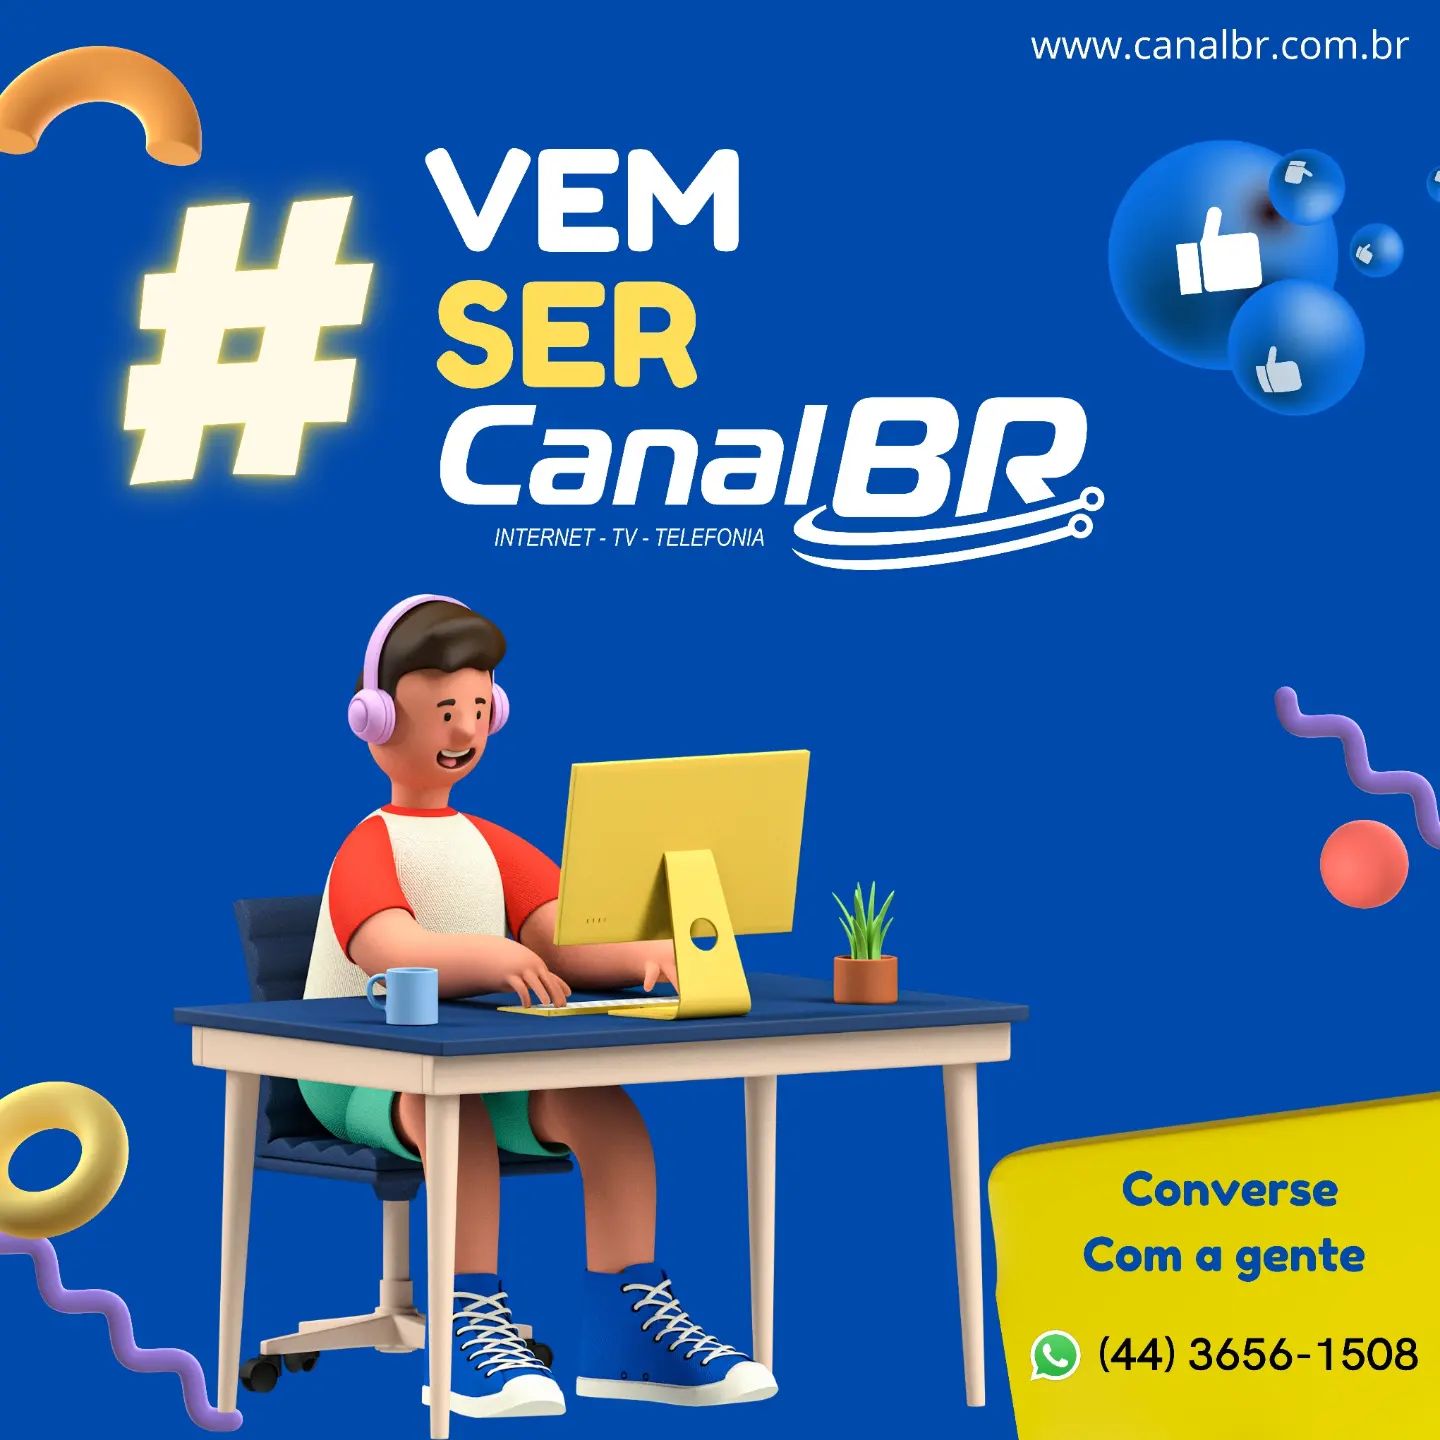 www.canalbr.com.br
#
VEM
SER
CanalBR
INTERNET - TV - TELEFONIA
Converse
Com a gente
(44) 3656-1508